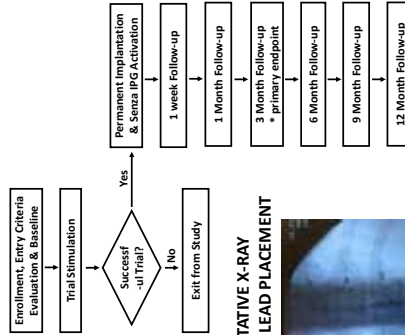 Enrollment, Entry Criteria
Evaluation & Baseline
Trial Stimulation
Successf
-ul Trial?
Yes
No
Exit from Study
Permanent Implantation
& Senza IPG Activation
1 week Follow-up
1 Month Follow-up
3 Month Follow-up
* primary endpoint
6 Month Follow-up
9 Month Follow-up
12 Month Follow-up
TATIVE X-RAY
LEAD PLACEMENT